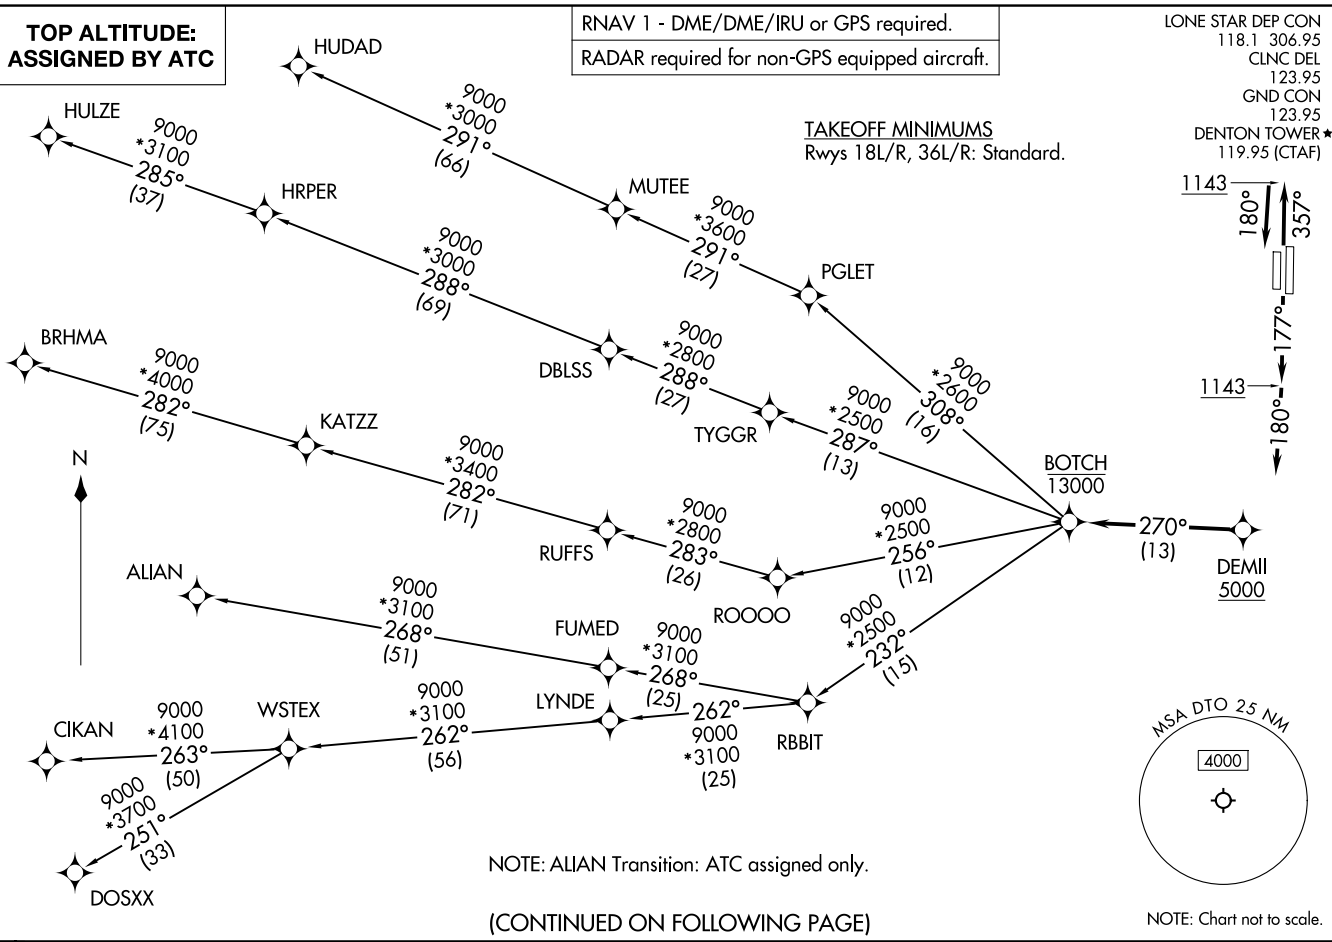 TOP ALTITUDE:
ASSIGNED BY ATC
RNAV 1 - DME/DME/IRU or GPS required.
RADAR required for non-GPS equipped aircraft.
LONE STAR DEP CON
118.1 306.95
CLNC DEL
123.95
GND CON
123.95
DENTON TOWER★
119.95 (CTAF)
TAKEOFF MINIMUMS
Rwys 18L/R, 36L/R: Standard.
1143
180°
357°
177°
1143
180°
HUDAD
9000
*3000
291°
(66)
MUTEE
9000
*3600
291°
(27)
PGLET
9000
*2600
308°
(16)
HULZE
9000
*3100
285°
(37)
HRPER
9000
*3000
288°
(69)
DBLSS
9000
*2800
288°
(27)
TYGGR
9000
*2500
287°
(13)
BRHMA
9000
*4000
282°
(75)
KATZZ
9000
*3400
282°
(71)
RUFFS
9000
*2800
283°
(26)
ROOOO
9000
*2500
256°
(12)
BOTCH
13000
270°
(13)
DEMII
5000
N
ALIAN
9000
*3100
268°
(51)
FUMED
9000
*3100
268°
(25)
9000
*2500
232°
(15)
RBBIT
CIKAN
9000
*4100
263°
(50)
WSTEX
9000
*3100
262°
(56)
LYNDE
262°
9000
*3100
(25)
9000
*3700
251°
(33)
DOSXX
MSA DTO 25 NM
4000
NOTE: ALIAN Transition: ATC assigned only.
(CONTINUED ON FOLLOWING PAGE)
NOTE: Chart not to scale.